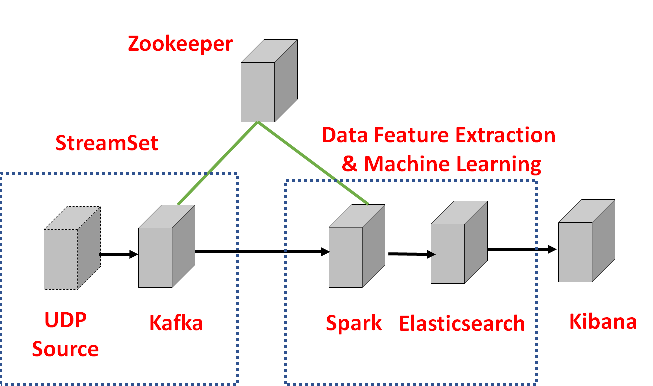 Zookeeper
StreamSet
Data Feature Extraction
& Machine Learning
UDP
Source
Kafka
Spark
Elasticsearch
Kibana